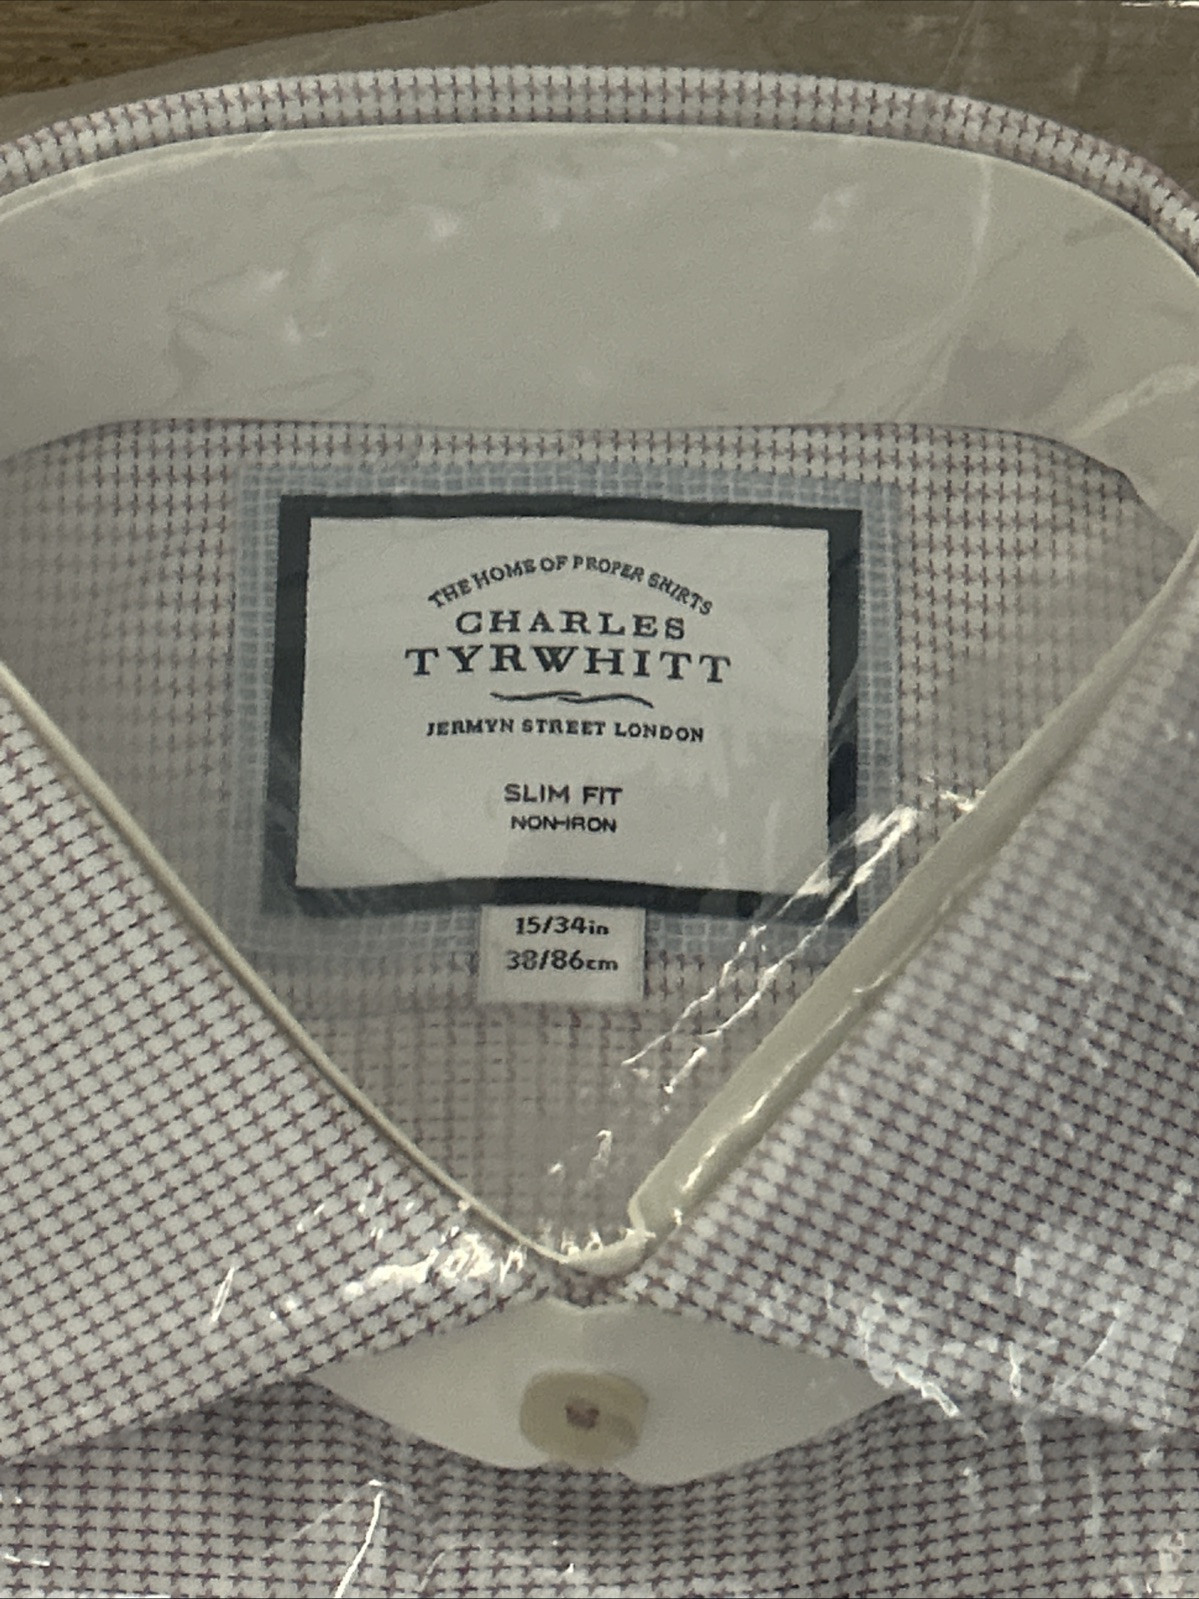 THE HOME OF PROPER SHIRTS
CHARLES
TYRWHITT
JERMYN STREET LONDON
SLIM FIT
NON-IRON
15/34in
38/86cm